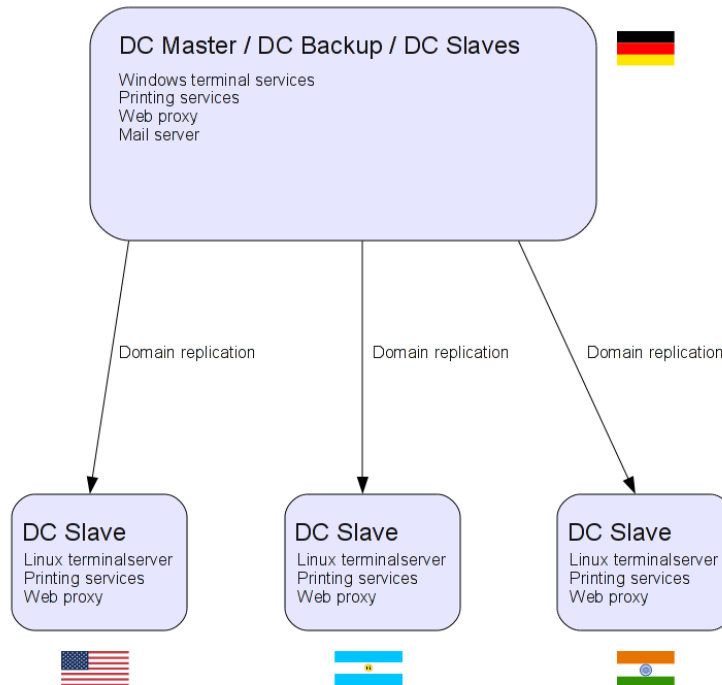 DC Master / DC Backup / DC Slaves
Windows terminal services
Printing services
Web proxy
Mail server
Domain replication
Domain replication
Domain replication
DC Slave
Linux terminalserver
Printing services
Web proxy
DC Slave
Linux terminalserver
Printing services
Web proxy
DC Slave
Linux terminalserver
Printing services
Web proxy